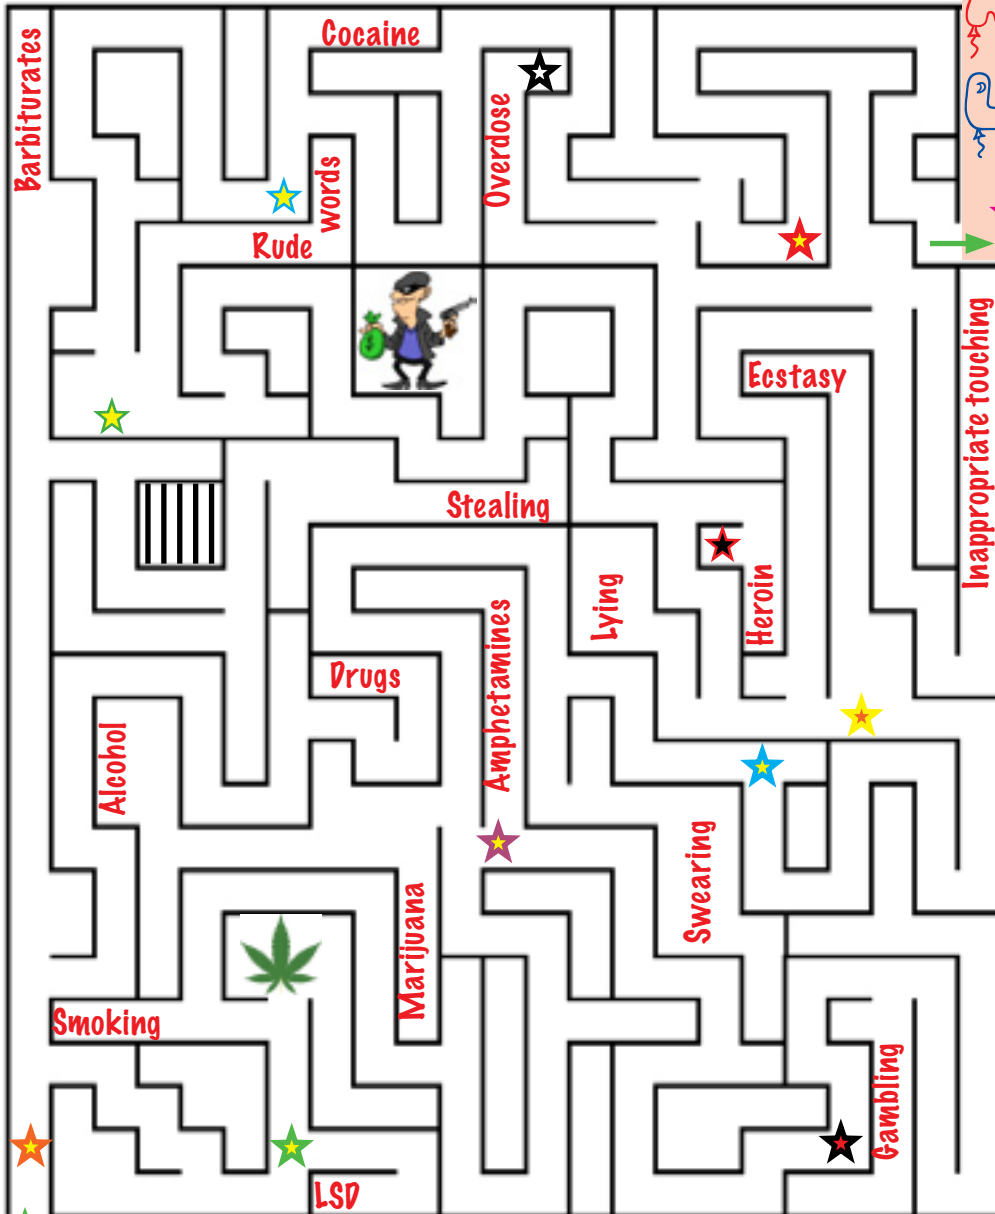 Cocaine
Barbiturates
Overdose
words
Rude
Inappropriate touching
Ecstasy
Stealing
Heroin
Lying
Drugs
Amphetamines
Alcohol
Swearing
Marijuana
Smoking
Gambling
LSD